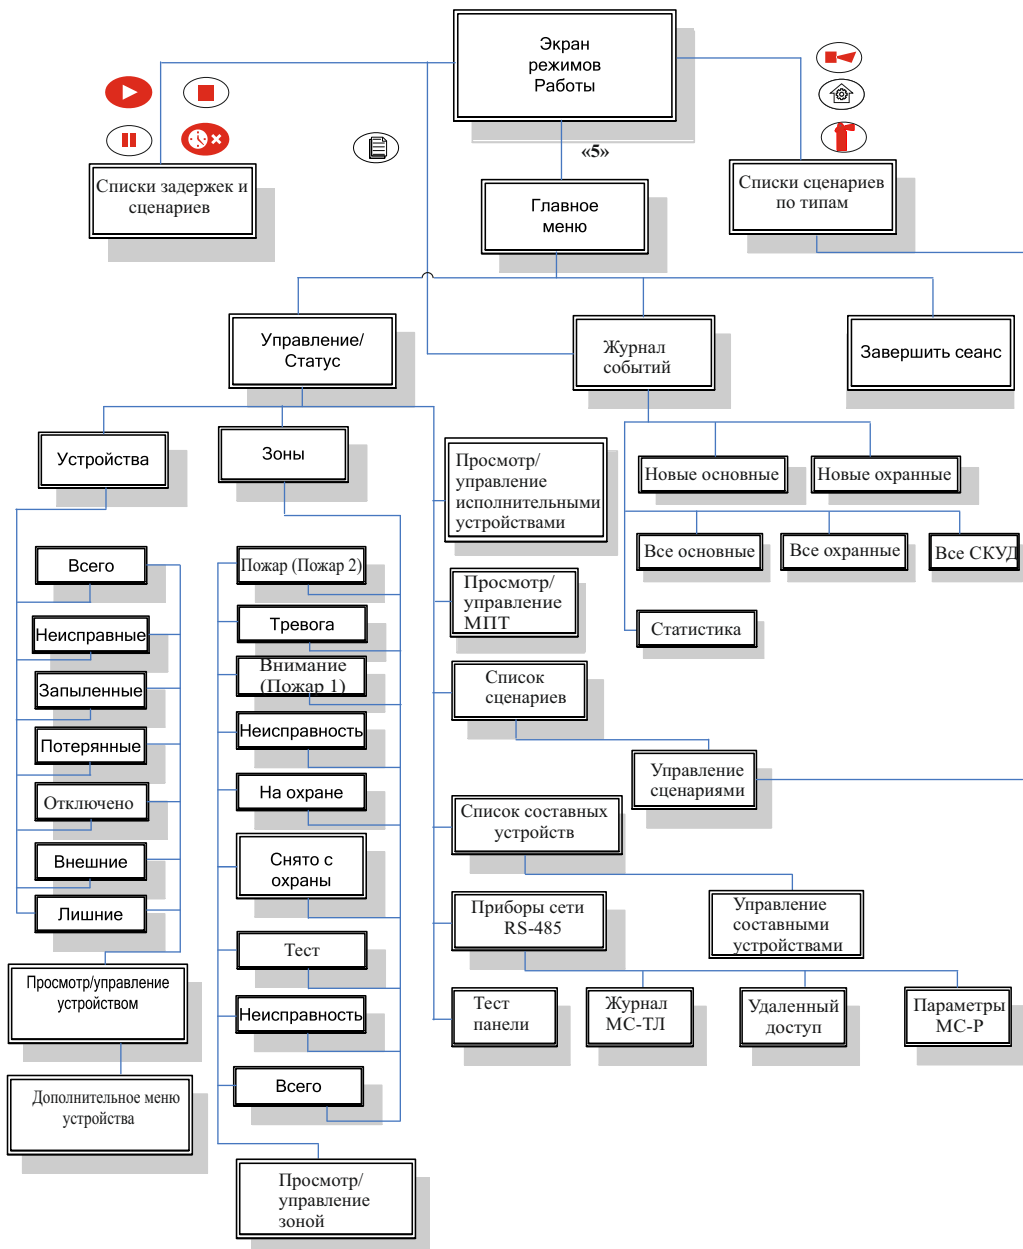 Экран
режимов
Работы
«5»
Списки задержек и
сценариев
Списки сценариев
по типам
Главное
меню
Управление/
Статус
Журнал
событий
Завершить сеанс
Устройства
Зоны
Просмотр/
управление
исполнительными
устройствами
Новые основные
Новые охранные
Все основные
Все охранные
Все СКУД
Статистика
Всего
Неисправные
Запыленные
Потерянные
Отключено
Внешние
Лишние
Просмотр/управление
устройством
Дополнительное меню
устройства
Пожар (Пожар 2)
Тревога
Внимание
(Пожар 1)
Неисправность
На охране
Снято с
охраны
Тест
Неисправность
Всего
Просмотр/
управление
зоной
Просмотр/
управление
МПТ
Список
сценариев
Управление
сценариями
Список составных
устройств
Управление
составными
устройствами
Приборы сети
RS-485
Тест
панели
Журнал
МС-ТЛ
Удаленный
доступ
Параметры
МС-Р